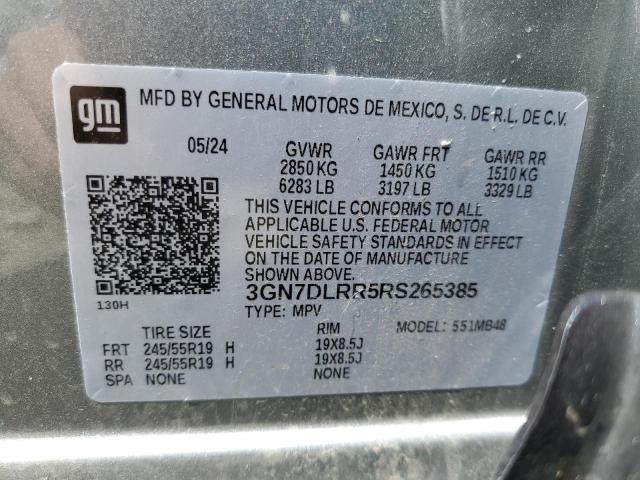 gm
MFD BY GENERAL MOTORS DE MEXICO, S. DE R.L. DE C.V.
05/24 GVWR GAWR FRT GAWR RR
2850 KG 1450 KG 1510 KG
6283 LB 3197 LB 3329 LB
THIS VEHICLE CONFORMS TO ALL
APPLICABLE U.S. FEDERAL MOTOR
VEHICLE SAFETY STANDARDS IN EFFECT
ON THE DATE OF MANUFACTURE
SHOWN ABOVE.
3GN7DLRR5RS265385
130H
TYPE: MPV MODEL: 551MB48
TIRE SIZE RIM
FRT 245/55R19 H 19X8.5J
RR 245/55R19 H 19X8.5J
SPA NONE NONE